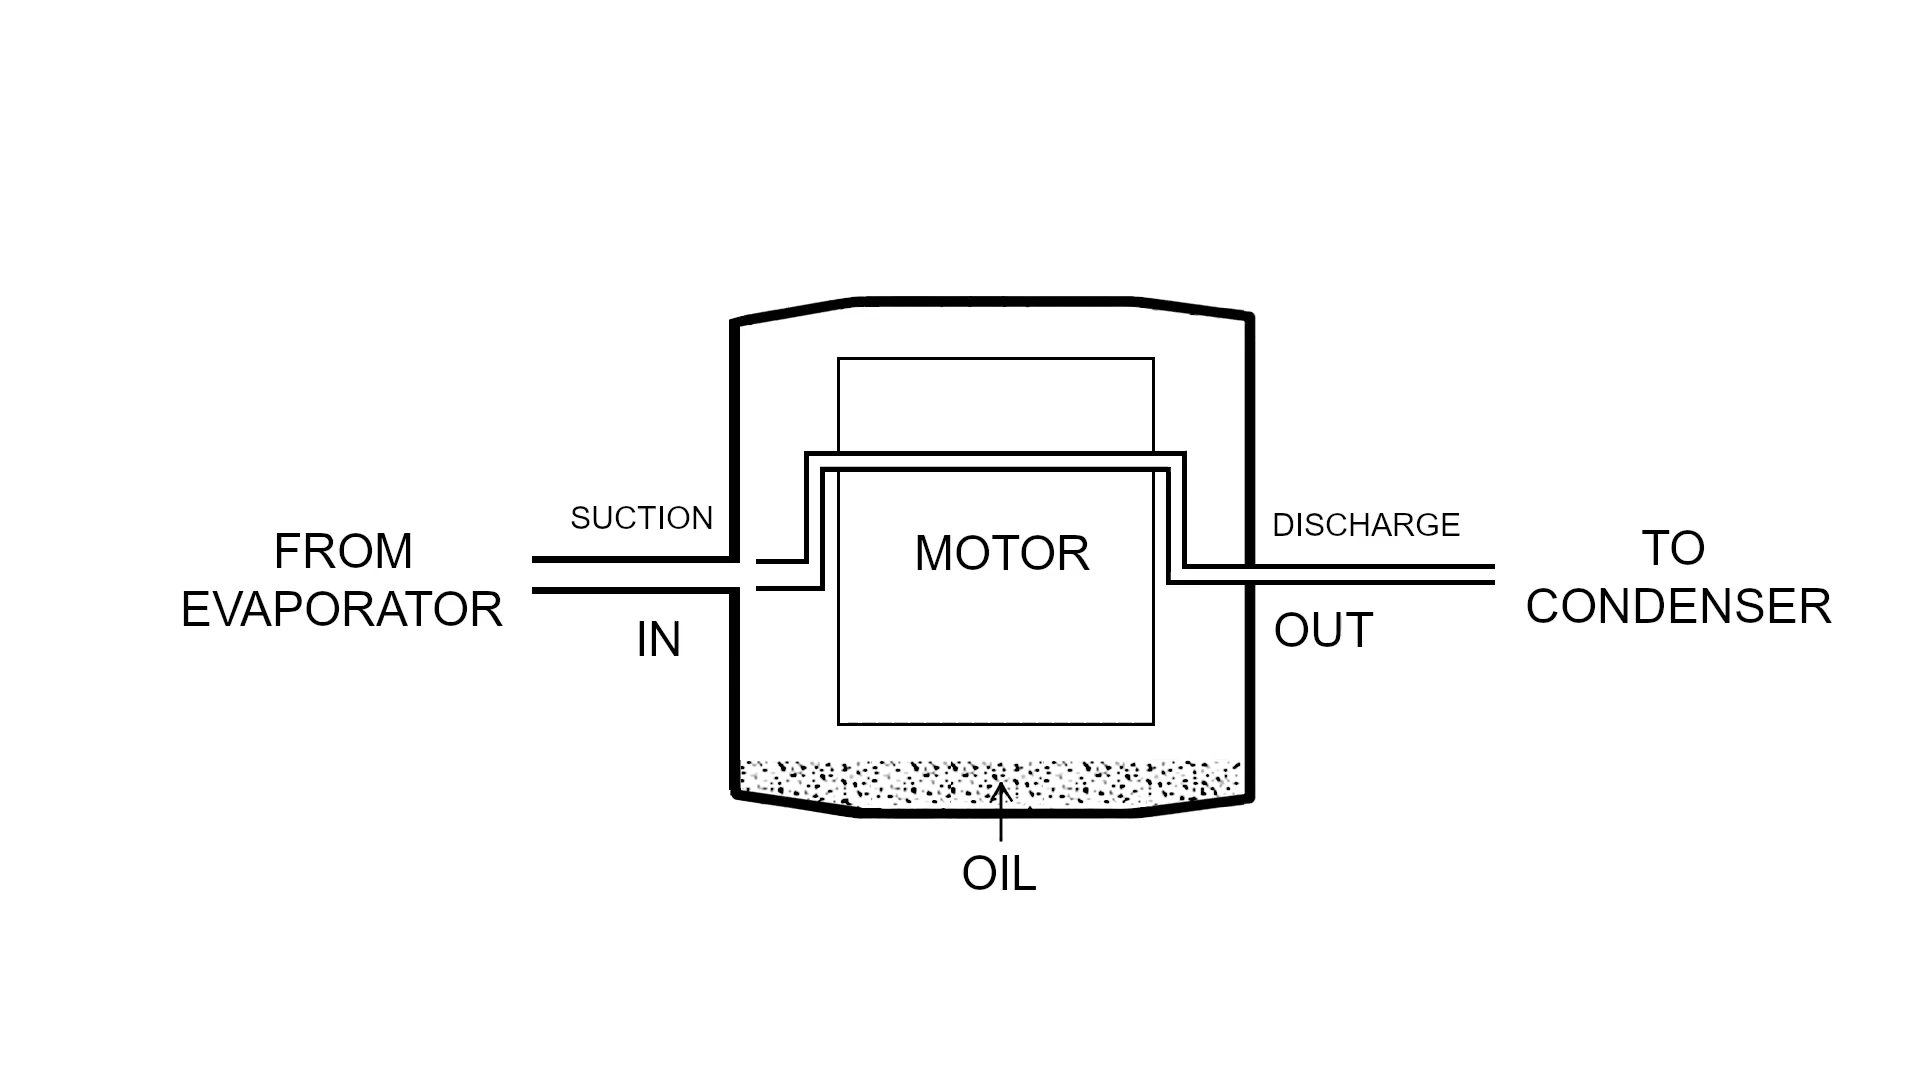 SUCTION
FROM
EVAPORATOR
IN
MOTOR
DISCHARGE
OUT
TO
CONDENSER
OIL